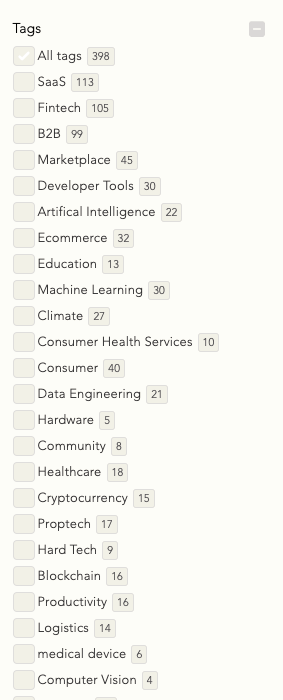 Tags
All tags 398
SaaS 113
Fintech 105
B2B 99
Marketplace 45
Developer Tools 30
Artifical Intelligence 22
Ecommerce 32
Education 13
Machine Learning 30
Climate 27
Consumer Health Services 10
Consumer 40
Data Engineering 21
Hardware 5
Community 8
Healthcare 18
Cryptocurrency 15
Proptech 17
Hard Tech 9
Blockchain 16
Productivity 16
Logistics 14
medical device 6
Computer Vision 4